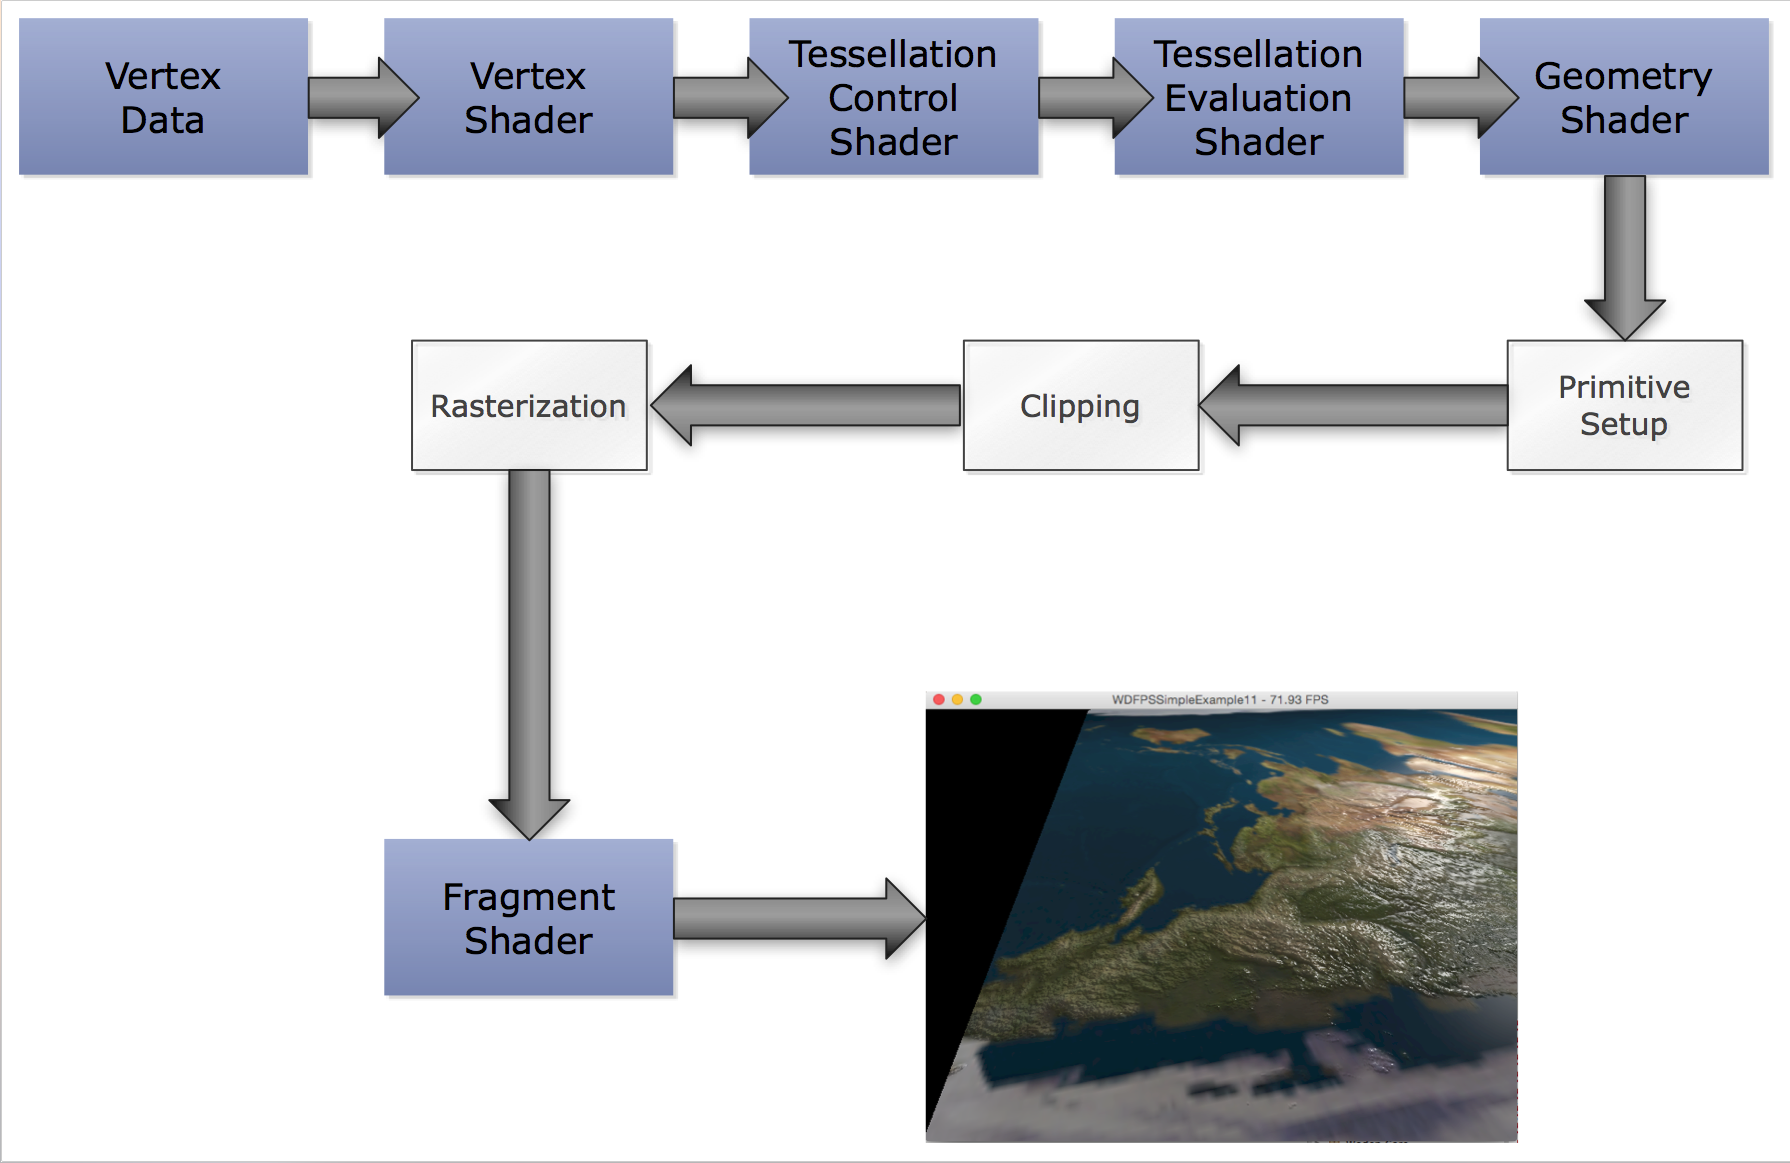 Vertex
Data
Vertex
Shader
Tessellation
Control
Shader
Tessellation
Evaluation
Shader
Geometry
Shader
Primitive
Setup
Clipping
Rasterization
Fragment
Shader
WDFPSSimpleExample11 - 71.93 FPS